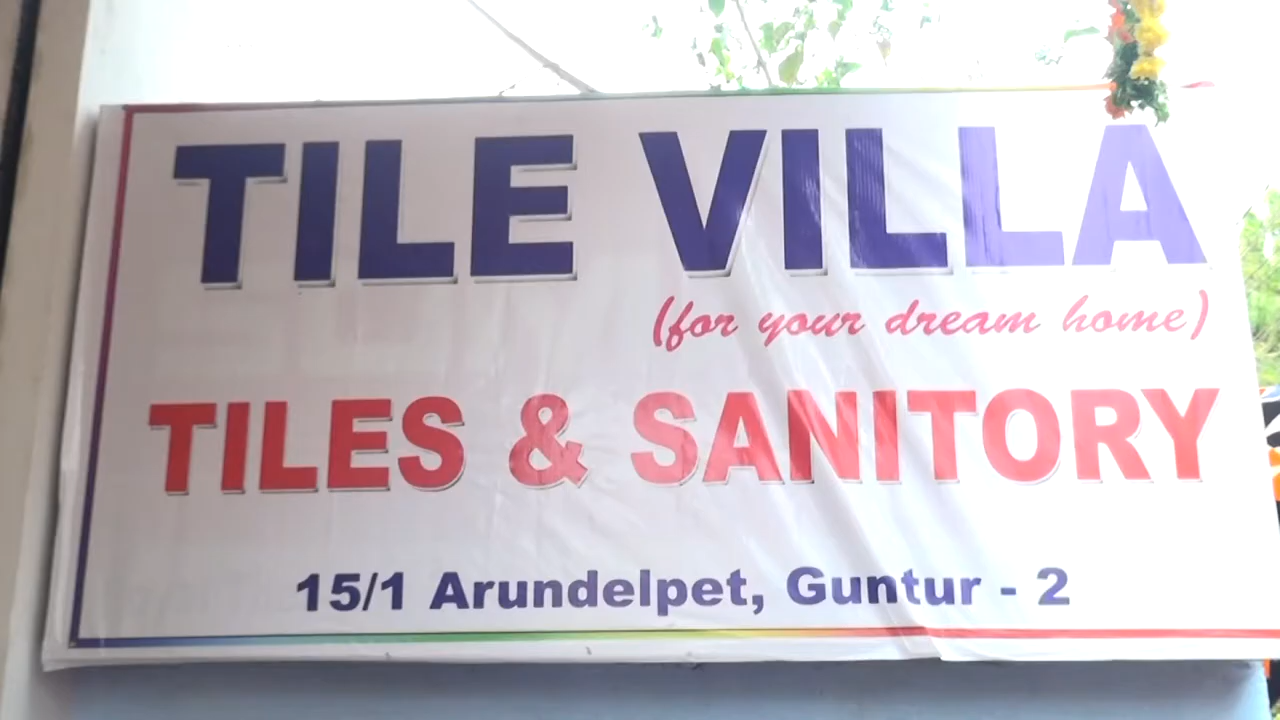 TILE VILLA
(for your dream home)
TILES & SANITORY
15/1 Arundelpet, Guntur - 2